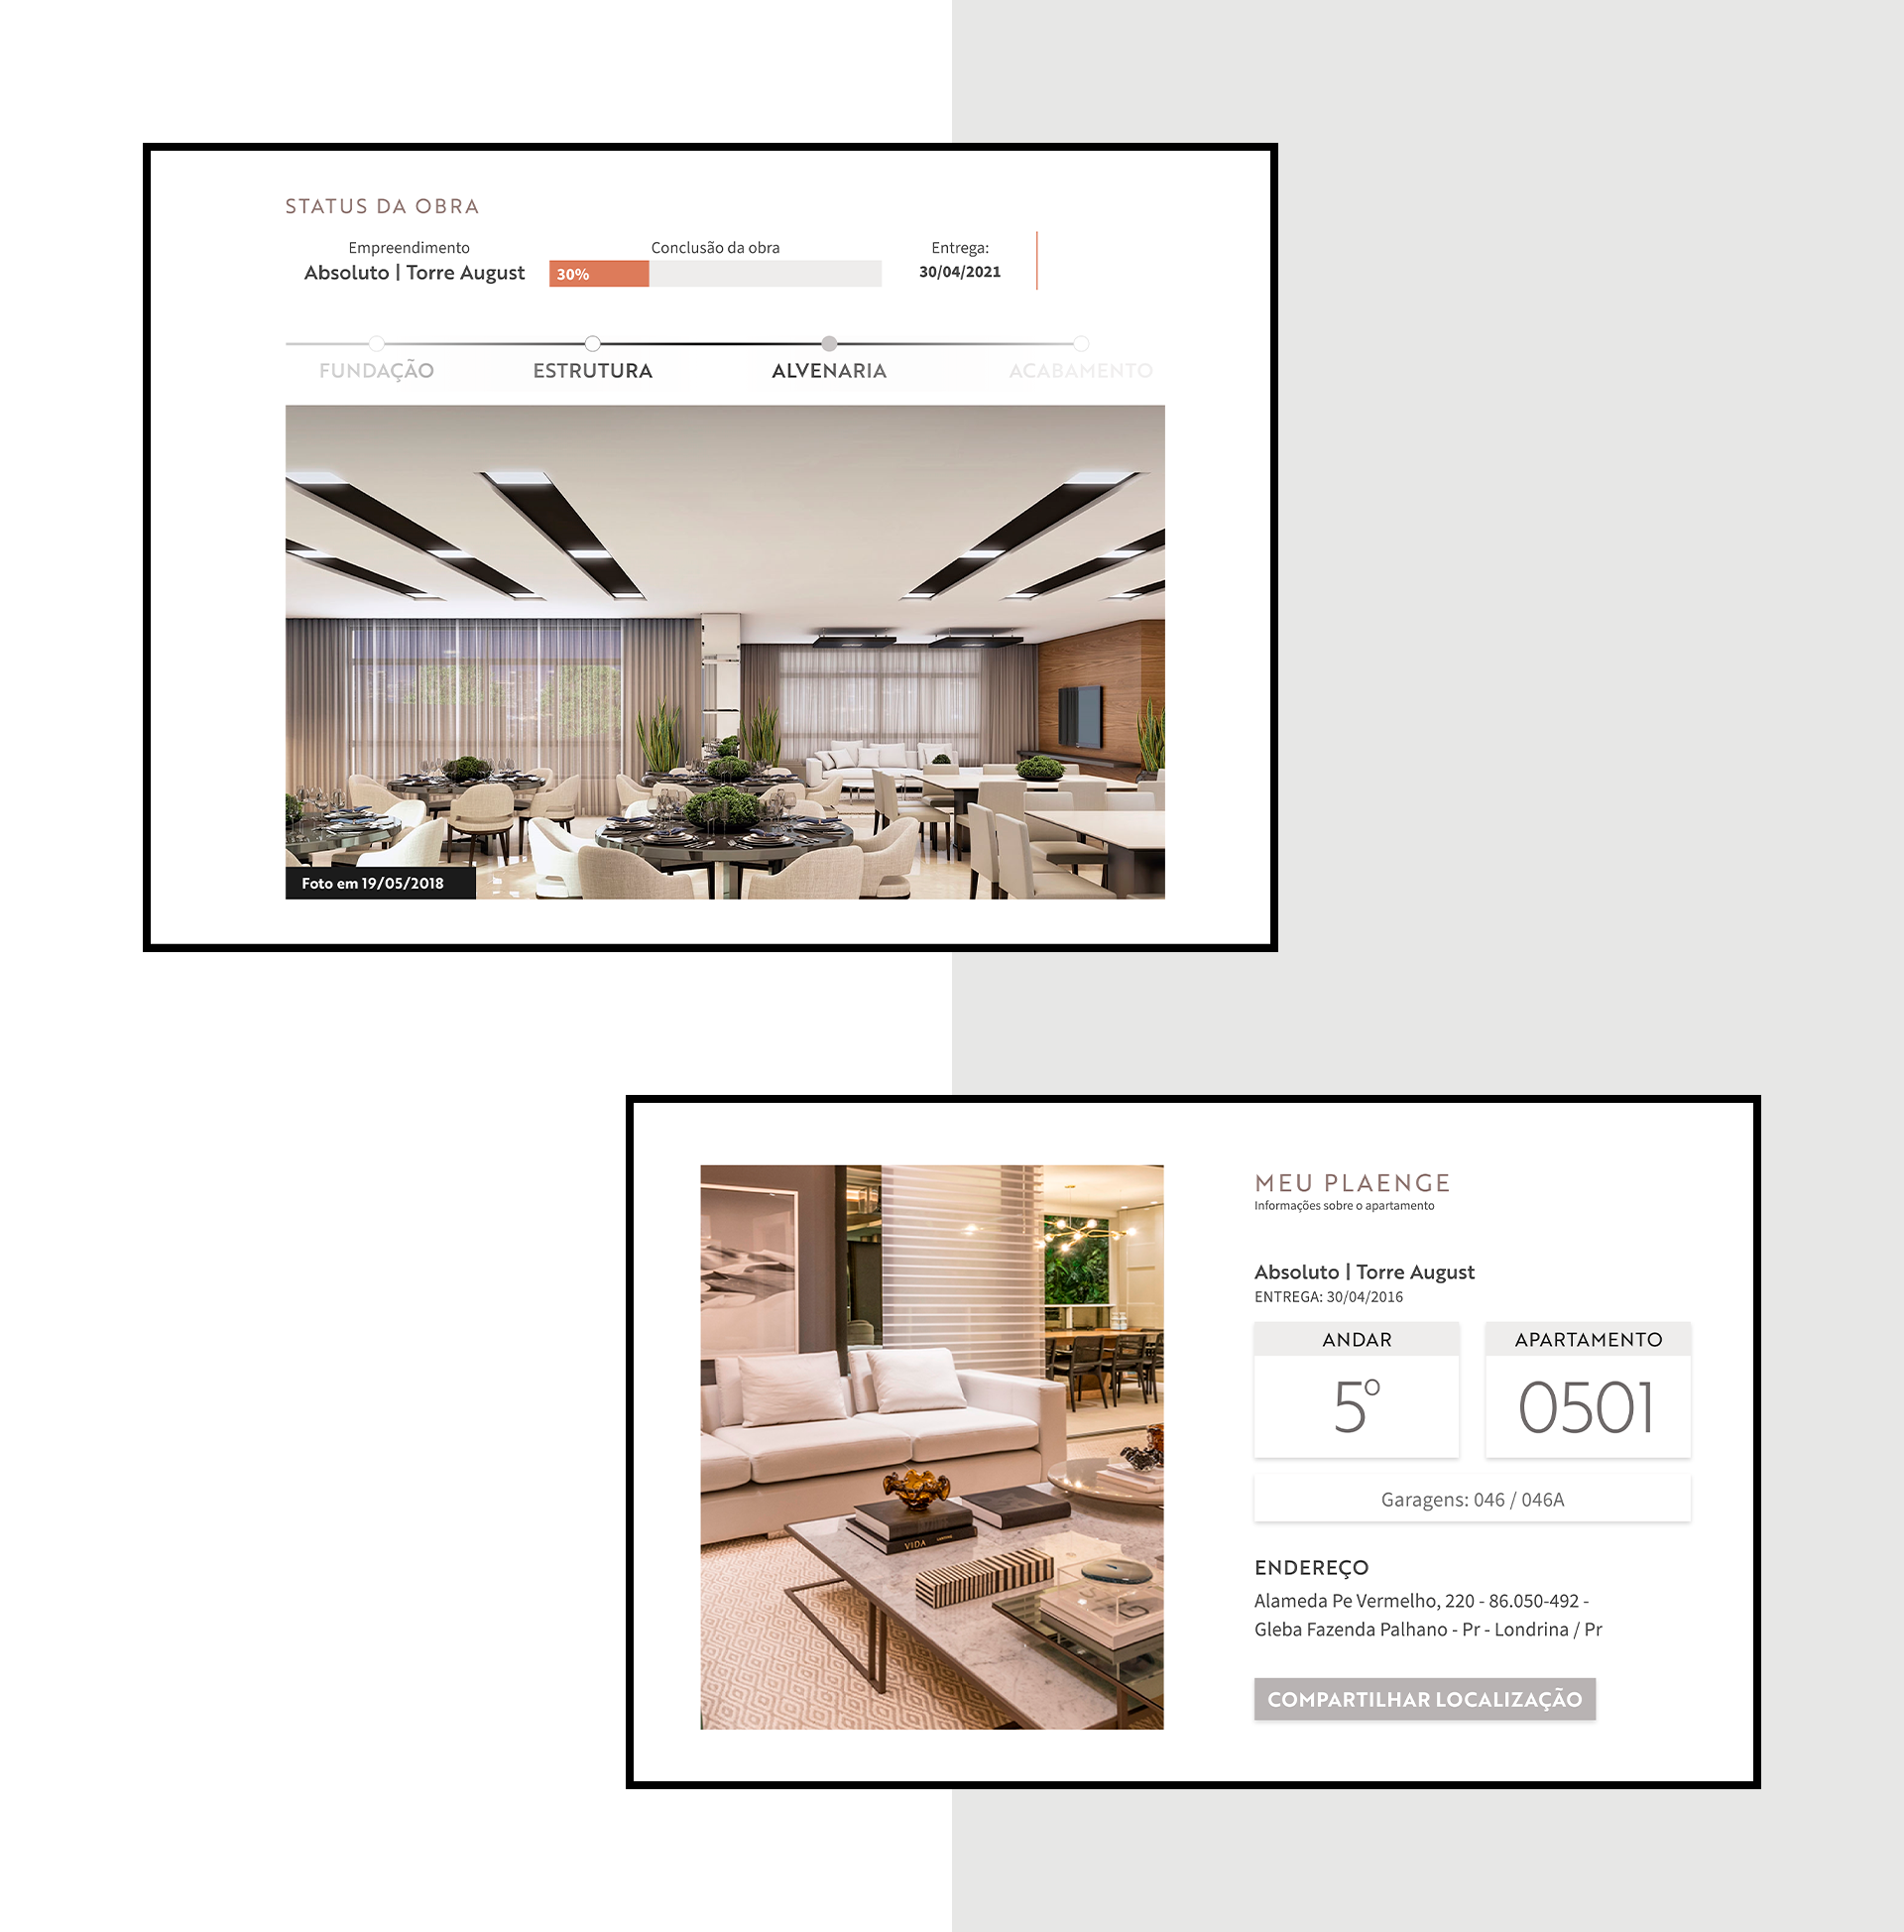 STATUS DA OBRA
Empreendimento
Absoluto | Torre August
Conclusão da obra
30%
Entrega:
30/04/2021
FUNDAÇÃO
ESTRUTURA
ALVENARIA
ACABAMENTO
Foto em 19/05/2018
VIDA
MEU PLAENGE
Informações sobre o apartamento
Absoluto | Torre August
ENTREGA: 30/04/2016
ANDAR
5º
APARTAMENTO
0501
Garagens: 046 / 046A
ENDEREÇO
Alameda Pe Vermelho, 220 - 86.050-492 -
Gleba Fazenda Palhano - Pr - Londrina / Pr
COMPARTILHAR LOCALIZAÇÃO